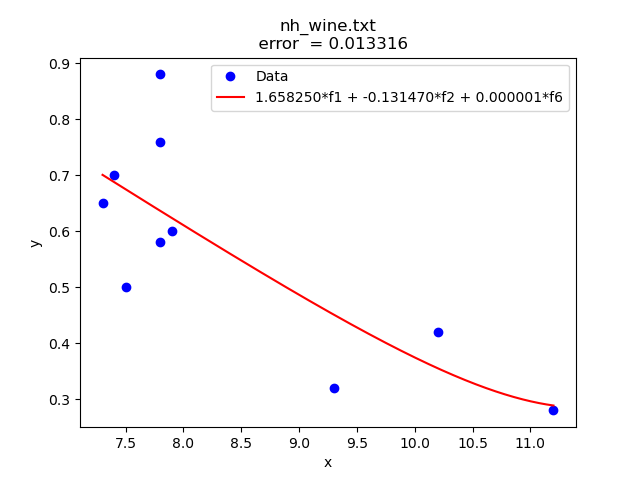 nh_wine.txt
error = 0.013316
Data
1.658250*f1 + -0.131470*f2 + 0.000001*f6
y
0.9
0.8
0.7
0.6
0.5
0.4
0.3
7.5 8.0 8.5 9.0 9.5 10.0 10.5 11.0
x